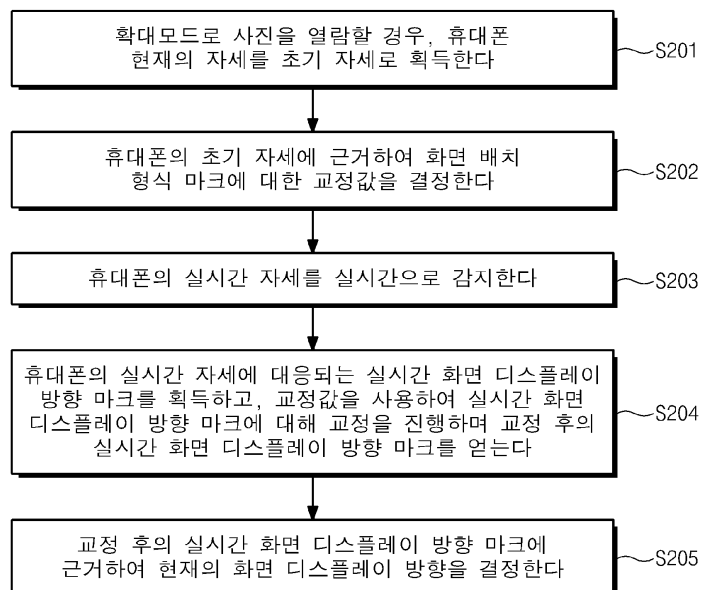 확대모드로 사진을 열람할 경우, 휴대폰
현재의 자세를 초기 자세로 획득한다
S201
휴대폰의 초기 자세에 근거하여 화면 배치
형식 마크에 대한 교정값을 결정한다
S202
휴대폰의 실시간 자세를 실시간으로 감지한다
S203
휴대폰의 실시간 자세에 대응되는 실시간 화면 디스플레이
방향 마크를 획득하고, 교정값을 사용하여 실시간 화면
디스플레이 방향 마크에 대해 교정을 진행하며 교정 후의
실시간 화면 디스플레이 방향 마크를 얻는다
S204
교정 후의 실시간 화면 디스플레이 방향 마크에
근거하여 현재의 화면 디스플레이 방향을 결정한다
S205